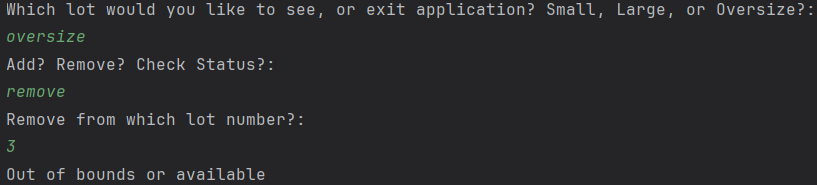 Which lot would you like to see, or exit application? Small, Large, or Oversize?:
oversize
Add? Remove? Check Status?:
remove
Remove from which lot number?:
3
Out of bounds or available